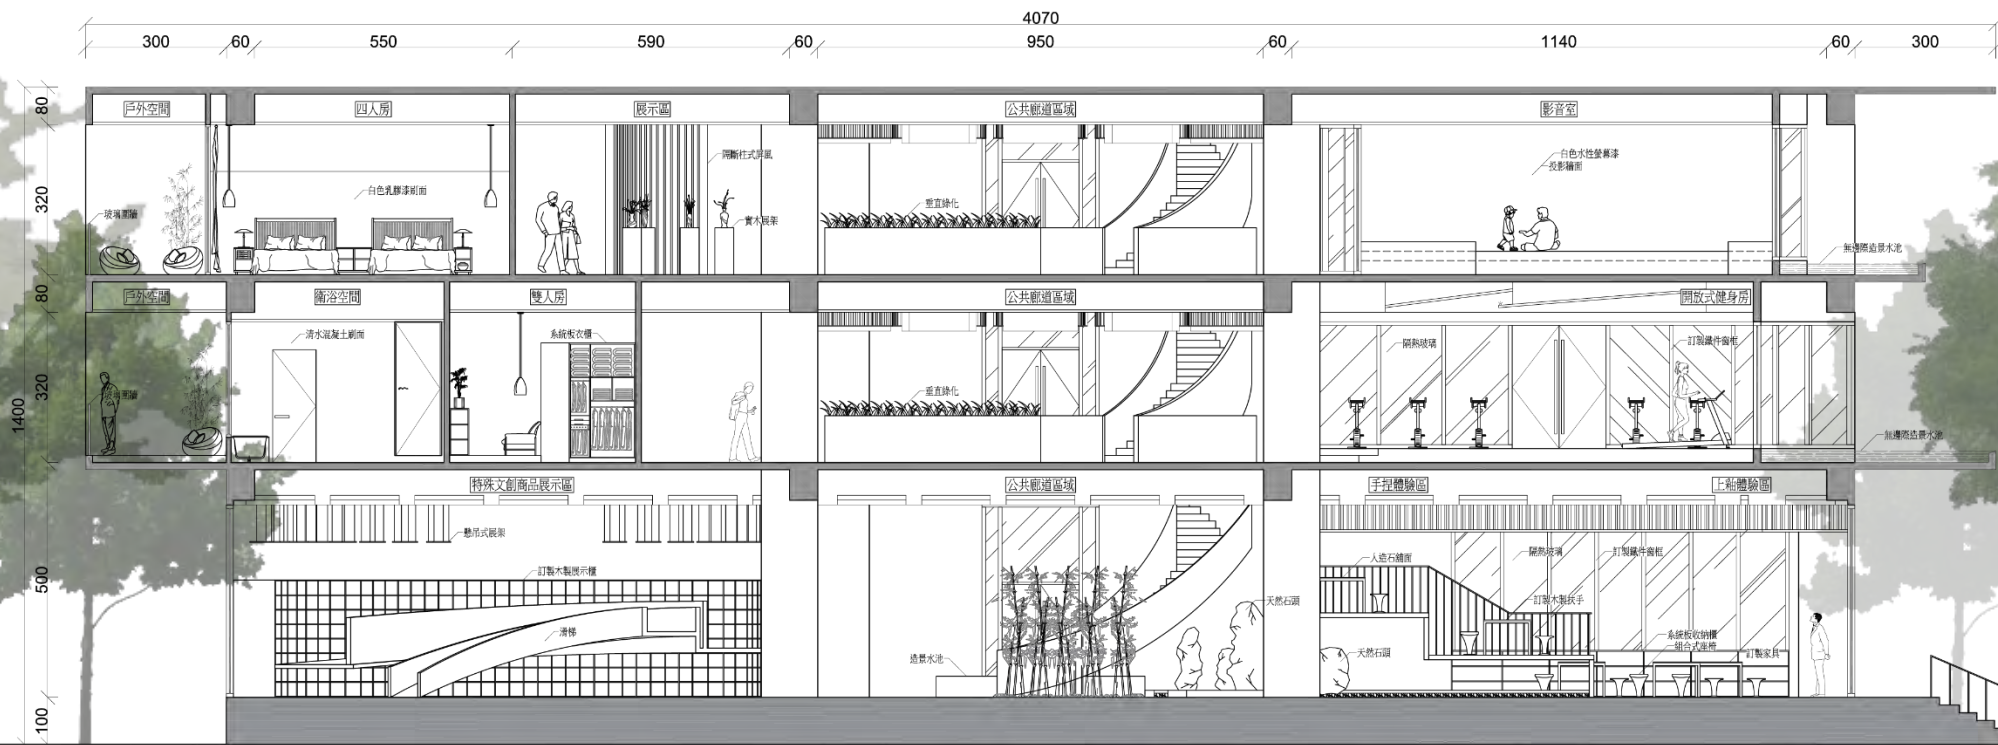 4070
300 60 550 590 60 950 60 1140 60 300
80
戶外空間 四人房 展示區 公共廊道區域 影音室
隔斷柱式屏風
白色水性螢幕漆
投影牆面
320
白色乳膠漆刷面
垂直綠化
玻璃圍牆
實木展架
無邊際造景水池
80
戶外空間 衛浴空間 雙人房 公共廊道區域 開放式健身房
清水混凝土刷面
系統板衣櫃
隔熱玻璃
訂製鐵件窗框
320
玻璃圍牆
垂直綠化
1400
無邊際造景水池
特殊文創商品展示區 公共廊道區域 手捏體驗區 上釉體驗區
懸吊式展架
人造石鋪面
隔熱玻璃
訂製鐵件窗框
500
訂製木製展示櫃
天然石頭
訂製木製扶手
滑梯
系統板收納櫃
組合式座椅
造景水池
天然石頭
訂製家具
100